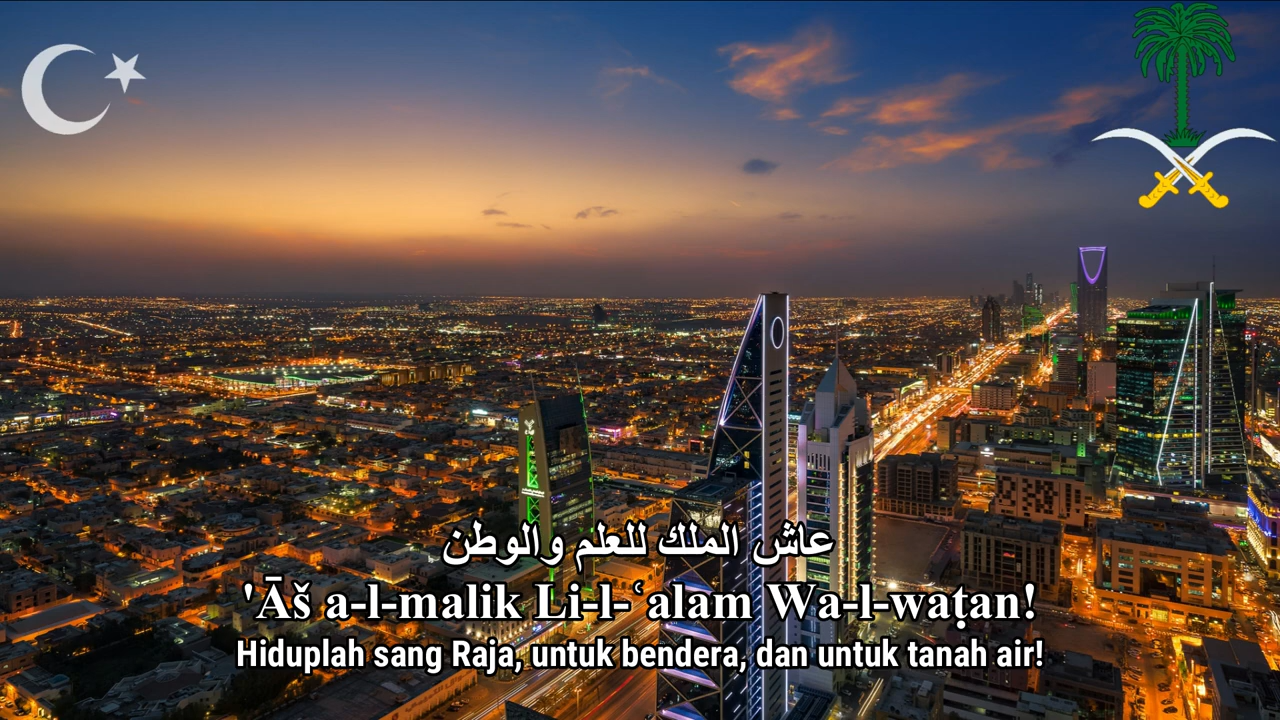 عاش الملك للعلم والوطن
'Āš a-l-malik Li-l-ʿalam Wa-l-waṭan!
Hiduplah sang Raja, untuk bendera, dan untuk tanah air!